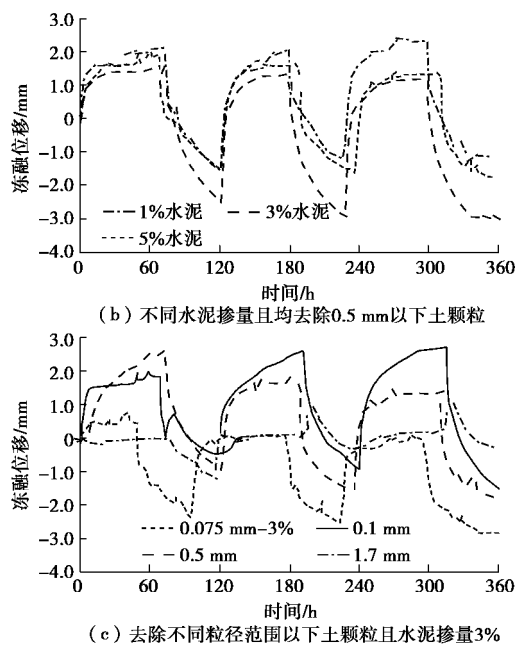 3.0
2.0
1.0
0
-1.0
-2.0
-3.0
-4.0
冻融位移/mm
1%水泥 3%水泥
5%水泥
0 60 120 180 240 300 360
时间/h
(b)不同水泥掺量且均去除0.5 mm以下土颗粒
3.0
2.0
1.0
0
-1.0
-2.0
-3.0
-4.0
冻融位移/mm
0.075 mm-3% 0.1 mm
0.5 mm 1.7 mm
0 60 120 180 240 300 360
时间/h
(c)去除不同粒径范围以下土颗粒且水泥掺量3%